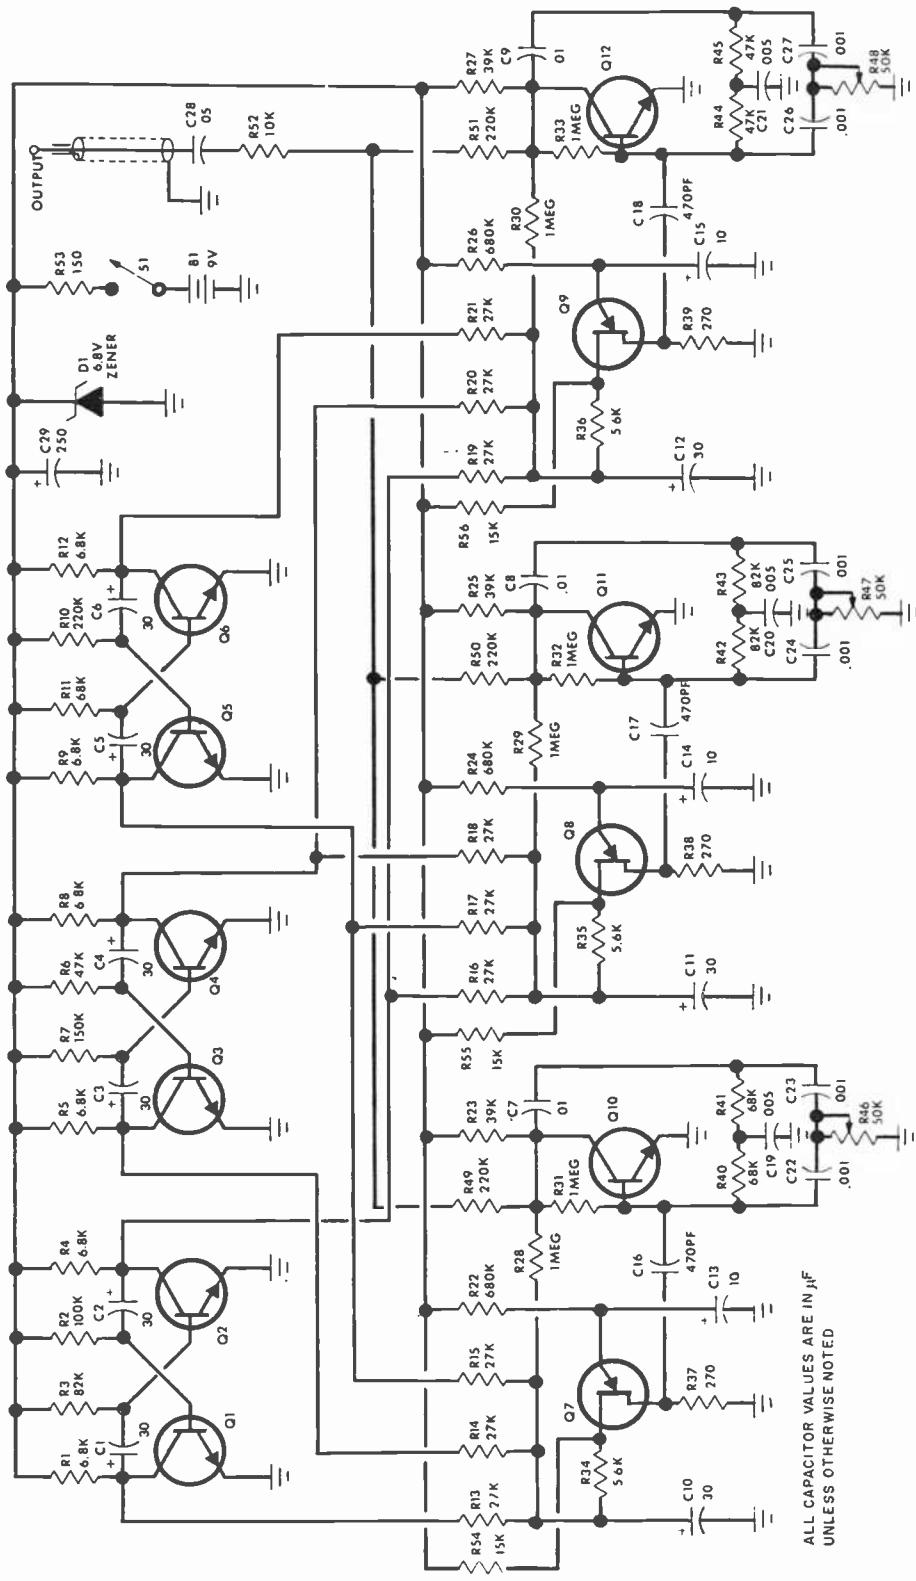 R1
6.8K
R3
82K
R2
100K
R4
6.8K
C1
+
30
C2
+
30
Q1
Q2
R5
6.8K
R7
150K
R6
47K
R8
6.8K
C3
+
30
C4
+
30
Q3
Q4
R9
6.8K
R11
68K
R10
220K
R12
6.8K
C5
+
30
C6
+
30
Q5
Q6
C29
250
+
D1
6.8V
ZENER
R53
150
S1
B1
9V
OUTPUT
C28
05
R52
10K
R54
15K
R13
27K
R14
27K
R15
27K
R22
680K
R28
1MEG
R49
220K
R23
39K
C7
01
R55
15K
R16
27K
R17
27K
R18
27K
R24
680K
R29
1MEG
R50
220K
R25
39K
C8
.01
R56
15K
R19
27K
R20
27K
R21
27K
R26
680K
R30
1MEG
R51
220K
R27
39K
C9
01
R34
5 6K
Q7
R31
1MEG
Q10
R35
5.6K
Q8
R32
1MEG
Q11
R36
5 6K
Q9
R33
1MEG
Q12
C10
30
+
R37
270
C16
470PF
C13
10
+
R40
68K
R41
68K
C19
005
C22
.001
C23
001
R46
50K
C11
30
+
R38
270
C17
470PF
C14
10
+
R42
82K
R43
82K
C20
005
C24
.001
C25
001
R47
50K
C12
30
+
R39
270
C18
470PF
C15
10
+
R44
47K
R45
47K
C21
005
C26
.001
C27
001
R48
50K
ALL CAPACITOR VALUES ARE IN µF
UNLESS OTHERWISE NOTED